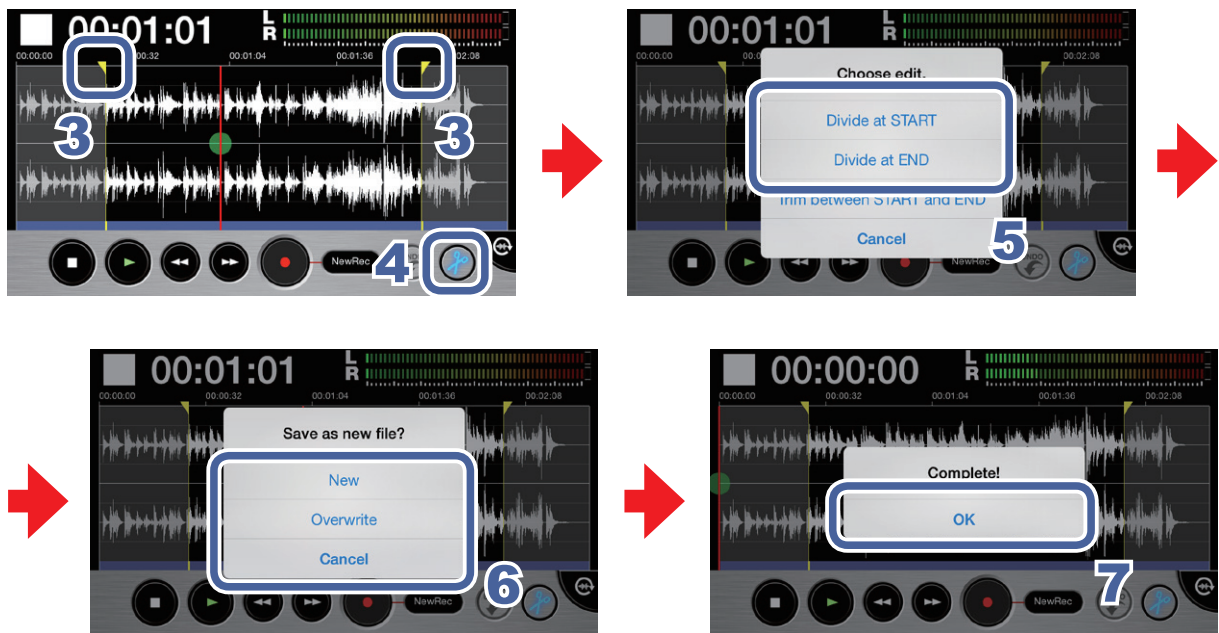 00:01:01
L
R
00:00:00 00:32 00:01:04 00:01:36 02:08
3
3
NewRec
4
00:01:01
L
R
00:00:00 00:0 00:02:08
Choose edit.
Divide at START
Divide at END
Trim between START and END
Cancel
5
NewRec
00:01:01
L
R
00:00:00 00:00:32 00:01:04 00:01:36 00:02:08
Save as new file?
New
Overwrite
Cancel
6
NewRec
00:00:00
L
R
00:00:00 00:00:32 00:01:04 00:01:36 00:02:08
Complete!
OK
7
NewRec